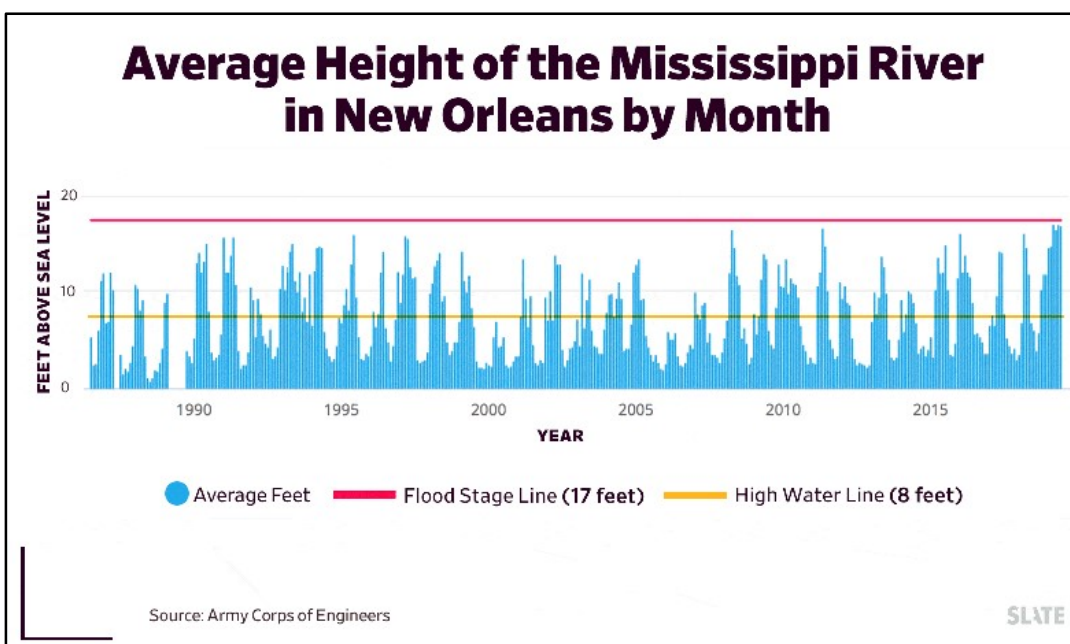 Average Height of the Mississippi River
in New Orleans by Month
FEET ABOVE SEA LEVEL
20
10
0
1990 1995 2000 2005 2010 2015
YEAR
Average Feet Flood Stage Line (17 feet) High Water Line (8 feet)
Source: Army Corps of Engineers
SLATE